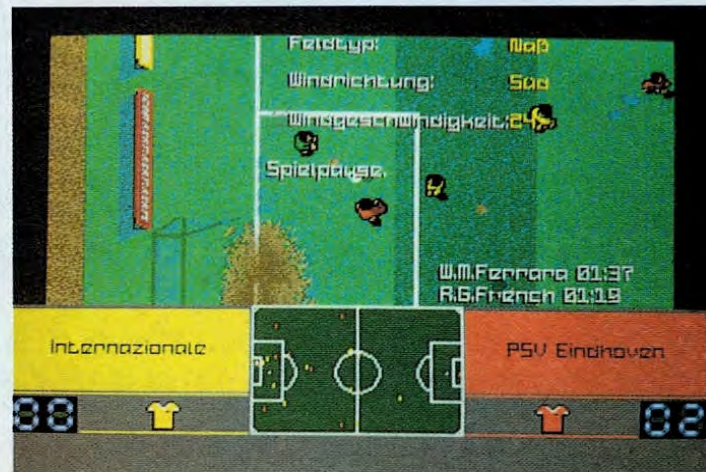 Feldtyp: Naß
Windrichtung: Süd
Windgeschwindigkeit: 24
Spielpause.
W.M.Ferrara 01:37
R.G.French 01:19
Internazionale
PSV Eindhoven
00
02